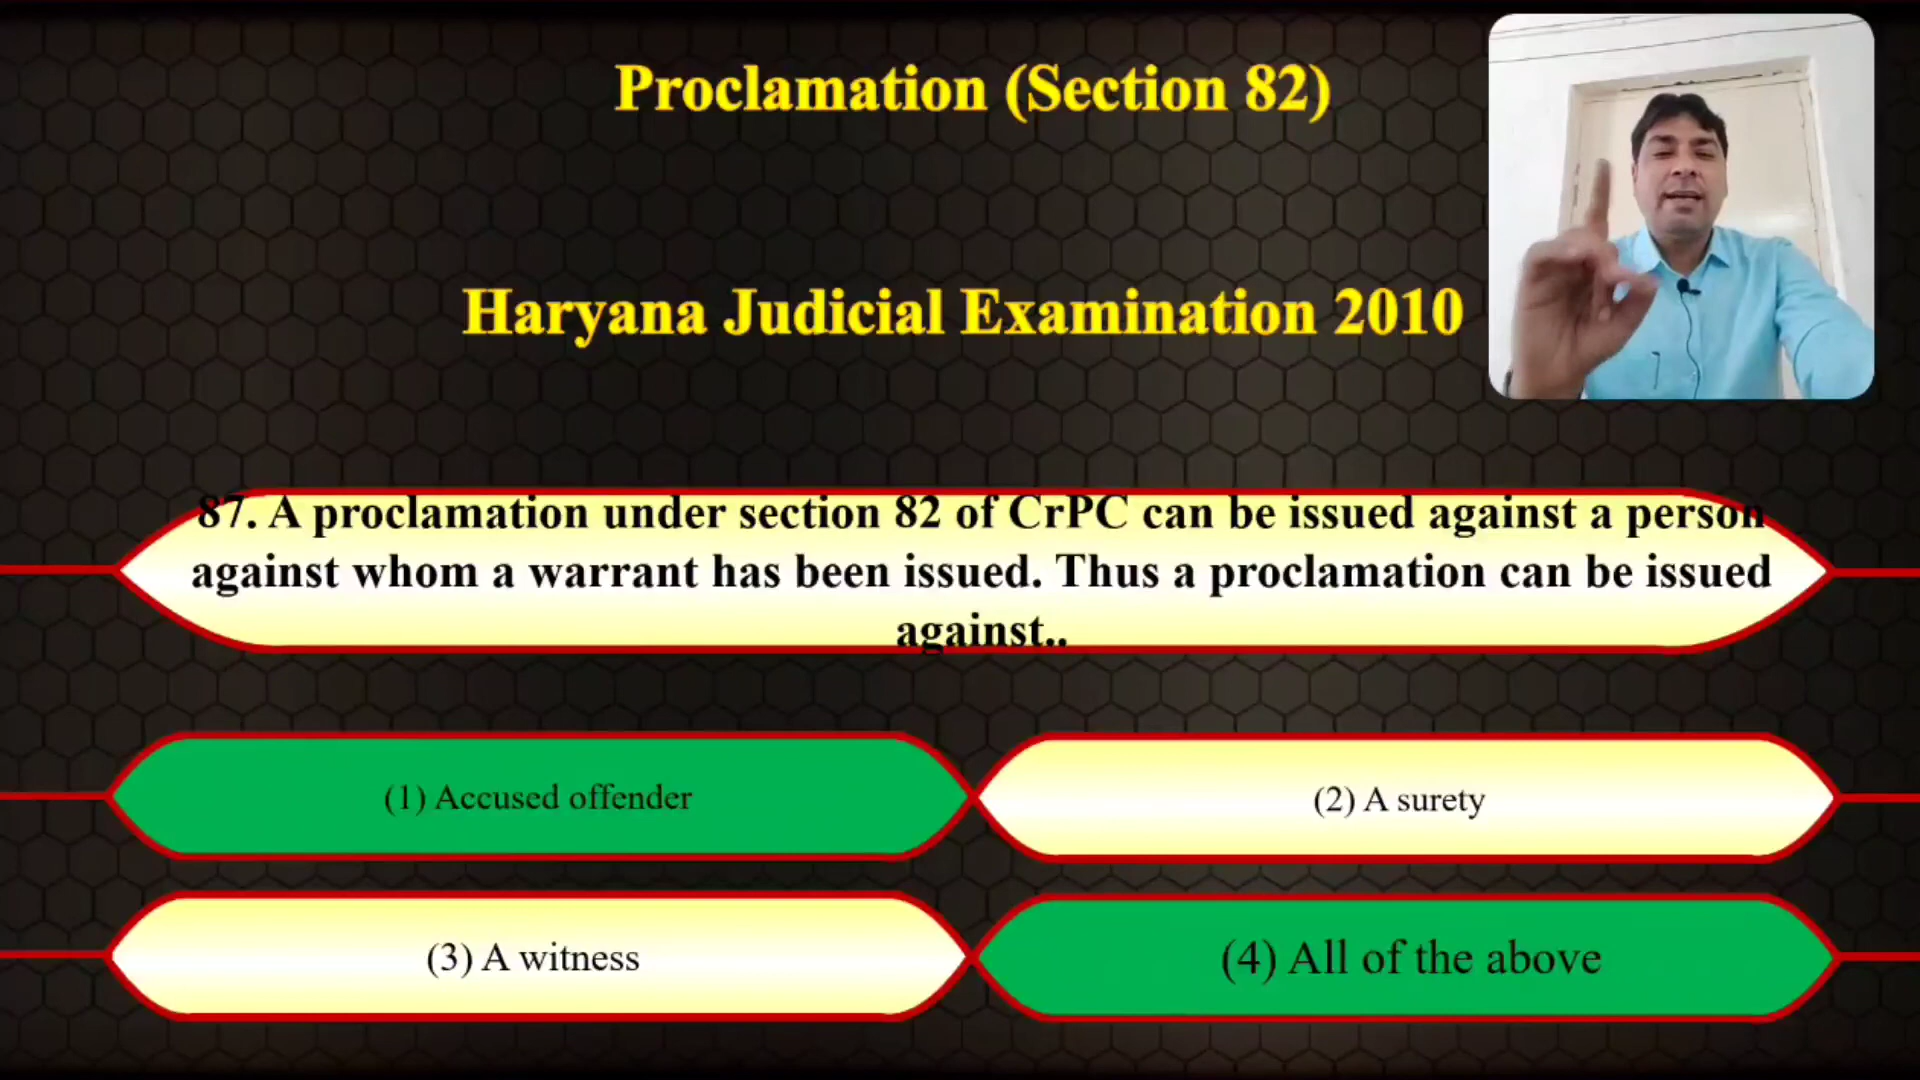 Proclamation (Section 82)
Haryana Judicial Examination 2010
87. A proclamation under section 82 of CrPC can be issued against a person
against whom a warrant has been issued. Thus a proclamation can be issued
against..
(1) Accused offender
(2) A surety
(3) A witness
(4) All of the above